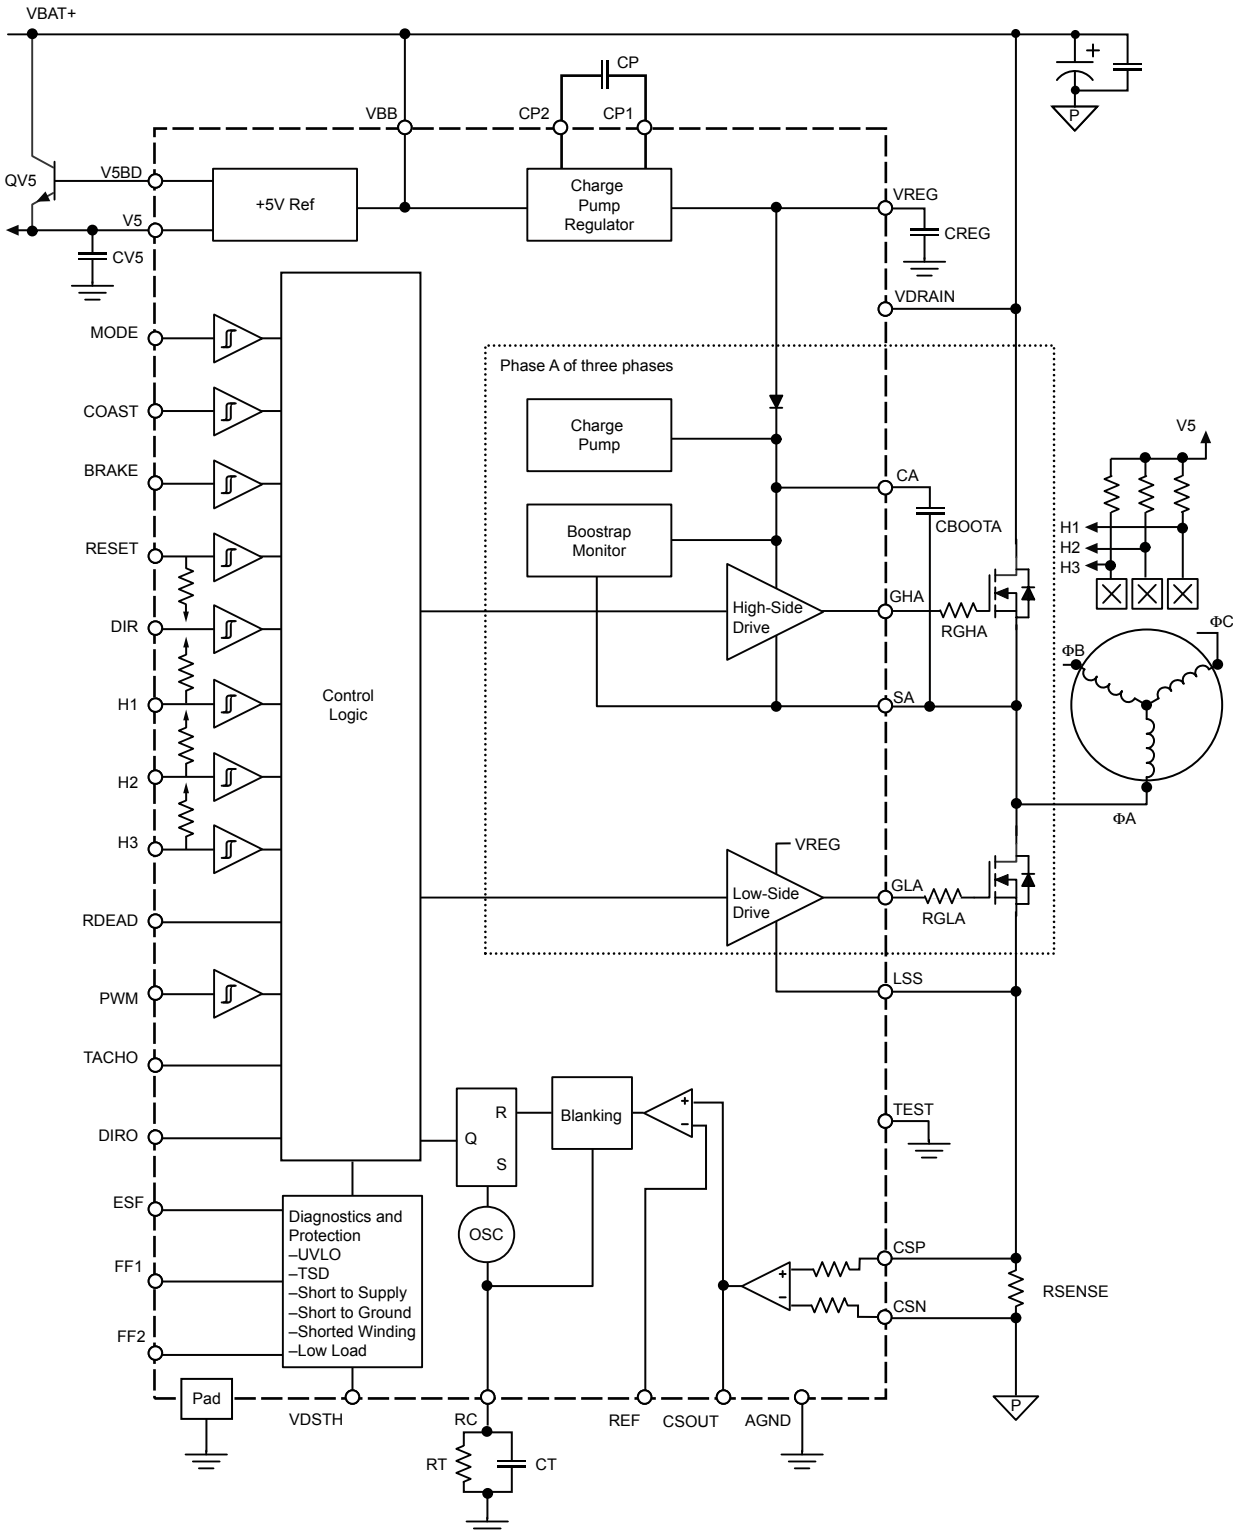 VBAT+
CP
VBB
CP2
CP1
P
QV5
V5BD
+5V Ref
Charge
Pump
Regulator
VREG
V5
CV5
CREG
VDRAIN
MODE
Phase A of three phases
COAST
Charge
Pump
V5
BRAKE
CA
CBOOTA
Boostrap
Monitor
H1
H2
H3
RESET
High-Side
Drive
GHA
RGHA
DIR
ΦC
ΦB
H1
Control
Logic
SA
H2
ΦA
H3
VREG
Low-Side
Drive
GLA
RGLA
RDEAD
LSS
PWM
TACHO
R
Q
S
Blanking
+
–
TEST
DIRO
ESF
Diagnostics and
Protection
–UVLO
–TSD
–Short to Supply
–Short to Ground
–Shorted Winding
–Low Load
OSC
CSP
+
–
CSN
RSENSE
FF1
FF2
Pad
VDSTH
RC
REF
CSOUT
AGND
P
RT
CT
+